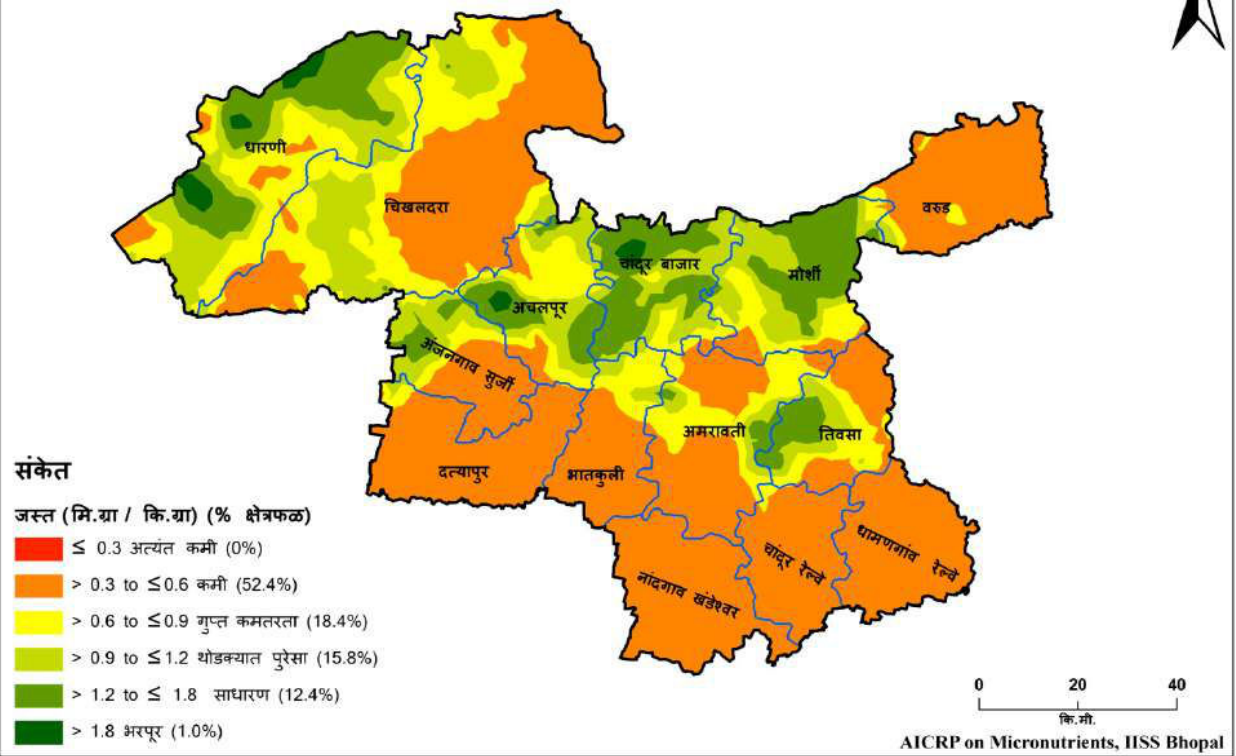 धारणी
चिखलदरा
वरुड
चांदूर बाजार
मोर्शी
अचलपूर
अंजनगाव सुर्जी
अमरावती
तिवसा
दत्यापुर
भातकुली
चांदूर रेल्वे
धामणगांव रेल्वे
नांदगाव खंडेश्वर
संकेत
जस्त (मि.ग्रा / कि.ग्रा) (% क्षेत्रफळ)
≤ 0.3 अत्यंत कमी (0%)
> 0.3 to ≤0.6 कमी (52.4%)
> 0.6 to ≤0.9 गुप्त कमतरता (18.4%)
> 0.9 to ≤1.2 थोडक्यात पुरेसा (15.8%)
> 1.2 to ≤ 1.8 साधारण (12.4%)
> 1.8 भरपूर (1.0%)
0 20 40
कि.मी.
AICRP on Micronutrients, IISS Bhopal